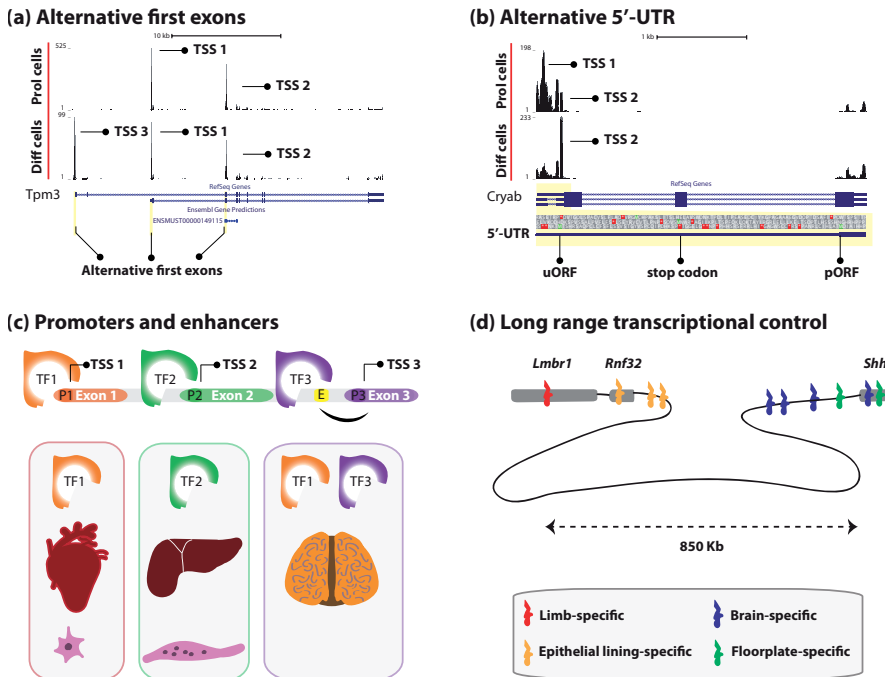 (a) Alternative first exons
10 kb
525
1
Prol cells
TSS 1
TSS 2
99
1
Diff cells
TSS 3
TSS 1
TSS 2
RefSeq Genes
Tpm3
Ensembl Gene Predictions
ENSMUST00000149115
Alternative first exons
(b) Alternative 5′-UTR
1 kb
198
1
Prol cells
TSS 1
TSS 2
233
1
Diff cells
TSS 2
RefSeq Genes
Cryab
5′-UTR
uORF
stop codon
pORF
(c) Promoters and enhancers
TF1
TSS 1
TF2
TSS 2
TF3
TSS 3
P1 Exon 1
P2 Exon 2
E
P3 Exon 3
TF1
TF2
TF1
TF3
(d) Long range transcriptional control
Lmbr1
Rnf32
Shh
850 Kb
Limb-specific
Brain-specific
Epithelial lining-specific
Floorplate-specific